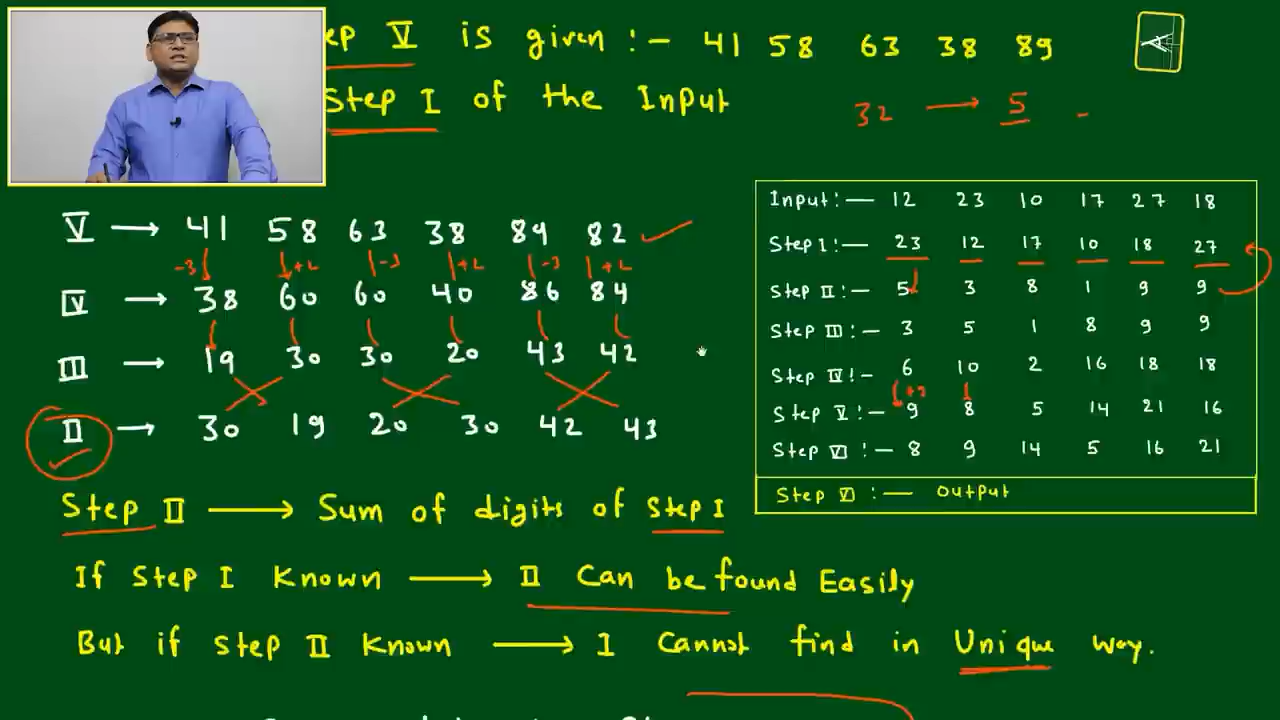 ep V is given :- 41 58 63 38 89
Step I of the Input
32 → 5 -
V → 41 58 63 38 89 82 ✓
-3 +2 -3 +2 -3 +2
IV → 38 60 60 40 86 84
III → 19 30 30 20 43 42
II → 30 19 20 30 42 43
Input :— 12 23 10 17 27 18
Step I :— 23 12 17 10 18 27
Step II :— 5 3 8 1 9 9
Step III :— 3 5 1 8 9 9
Step IV :— 6 10 2 16 18 18
+3
Step V :— 9 8 5 14 21 16
Step VI :— 8 9 14 5 16 21
Step VI :— output
Step II → Sum of digits of Step I
If Step I Known → II Can be found Easily
But if Step II Known → I Cannot find in Unique way.